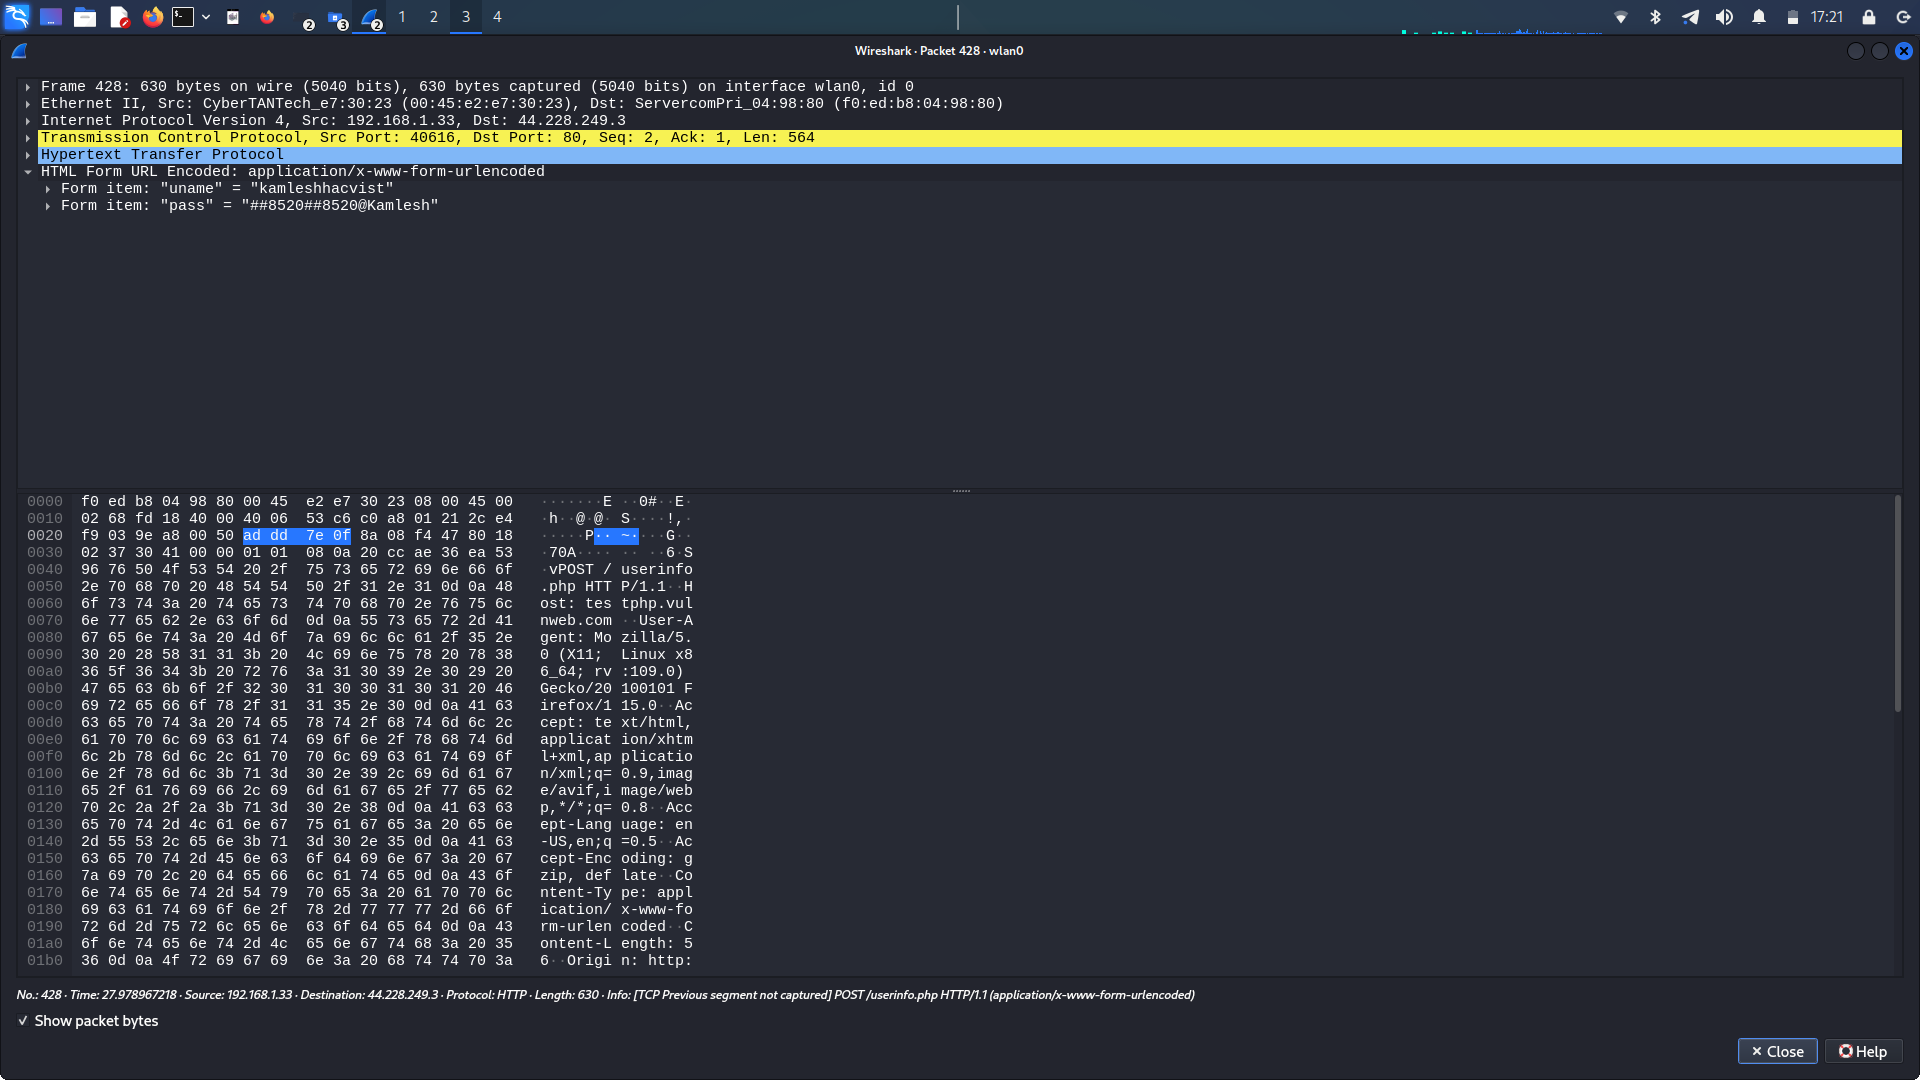 1 2 3 4
2 3 2
17:21
Wireshark · Packet 428 · wlan0
Frame 428: 630 bytes on wire (5040 bits), 630 bytes captured (5040 bits) on interface wlan0, id 0
Ethernet II, Src: CyberTANTech_e7:30:23 (00:45:e2:e7:30:23), Dst: ServercomPri_04:98:80 (f0:ed:b8:04:98:80)
Internet Protocol Version 4, Src: 192.168.1.33, Dst: 44.228.249.3
Transmission Control Protocol, Src Port: 40616, Dst Port: 80, Seq: 2, Ack: 1, Len: 564
Hypertext Transfer Protocol
HTML Form URL Encoded: application/x-www-form-urlencoded
Form item: "uname" = "kamleshhacvist"
Form item: "pass" = "##8520##8520@Kamlesh"
0000 f0 ed b8 04 98 80 00 45 e2 e7 30 23 08 00 45 00 ·······E ··0#··E·
0010 02 68 fd 18 40 00 40 06 53 c6 c0 a8 01 21 2c e4 ·h··@·@· S····!,·
0020 f9 03 9e a8 00 50 ad dd 7e 0f 8a 08 f4 47 80 18 ·····P·· ~····G··
0030 02 37 30 41 00 00 01 01 08 0a 20 cc ae 36 ea 53 ·70A···· ·· ··6·S
0040 96 76 50 4f 53 54 20 2f 75 73 65 72 69 6e 66 6f ·vPOST / userinfo
0050 2e 70 68 70 20 48 54 54 50 2f 31 2e 31 0d 0a 48 .php HTT P/1.1··H
0060 6f 73 74 3a 20 74 65 73 74 70 68 70 2e 76 75 6c ost: tes tphp.vul
0070 6e 77 65 62 2e 63 6f 6d 0d 0a 55 73 65 72 2d 41 nweb.com ··User-A
0080 67 65 6e 74 3a 20 4d 6f 7a 69 6c 6c 61 2f 35 2e gent: Mo zilla/5.
0090 30 20 28 58 31 31 3b 20 4c 69 6e 75 78 20 78 38 0 (X11; Linux x8
00a0 36 5f 36 34 3b 20 72 76 3a 31 30 39 2e 30 29 20 6_64; rv :109.0)
00b0 47 65 63 6b 6f 2f 32 30 31 30 30 31 30 31 20 46 Gecko/20 100101 F
00c0 69 72 65 66 6f 78 2f 31 31 35 2e 30 0d 0a 41 63 irefox/1 15.0··Ac
00d0 63 65 70 74 3a 20 74 65 78 74 2f 68 74 6d 6c 2c cept: te xt/html,
00e0 61 70 70 6c 69 63 61 74 69 6f 6e 2f 78 68 74 6d applicat ion/xhtm
00f0 6c 2b 78 6d 6c 2c 61 70 70 6c 69 63 61 74 69 6f l+xml,ap plicatio
0100 6e 2f 78 6d 6c 3b 71 3d 30 2e 39 2c 69 6d 61 67 n/xml;q= 0.9,imag
0110 65 2f 61 76 69 66 2c 69 6d 61 67 65 2f 77 65 62 e/avif,i mage/web
0120 70 2c 2a 2f 2a 3b 71 3d 30 2e 38 0d 0a 41 63 63 p,*/*;q= 0.8··Acc
0130 65 70 74 2d 4c 61 6e 67 75 61 67 65 3a 20 65 6e ept-Lang uage: en
0140 2d 55 53 2c 65 6e 3b 71 3d 30 2e 35 0d 0a 41 63 -US,en;q =0.5··Ac
0150 63 65 70 74 2d 45 6e 63 6f 64 69 6e 67 3a 20 67 cept-Enc oding: g
0160 7a 69 70 2c 20 64 65 66 6c 61 74 65 0d 0a 43 6f zip, def late··Co
0170 6e 74 65 6e 74 2d 54 79 70 65 3a 20 61 70 70 6c ntent-Ty pe: appl
0180 69 63 61 74 69 6f 6e 2f 78 2d 77 77 77 2d 66 6f ication/ x-www-fo
0190 72 6d 2d 75 72 6c 65 6e 63 6f 64 65 64 0d 0a 43 rm-urlen coded··C
01a0 6f 6e 74 65 6e 74 2d 4c 65 6e 67 74 68 3a 20 35 ontent-L ength: 5
01b0 36 0d 0a 4f 72 69 67 69 6e 3a 20 68 74 74 70 3a 6··Origi n: http:
No.: 428 · Time: 27.978967218 · Source: 192.168.1.33 · Destination: 44.228.249.3 · Protocol: HTTP · Length: 630 · Info: [TCP Previous segment not captured] POST /userinfo.php HTTP/1.1 (application/x-www-form-urlencoded)
Show packet bytes
Close Help